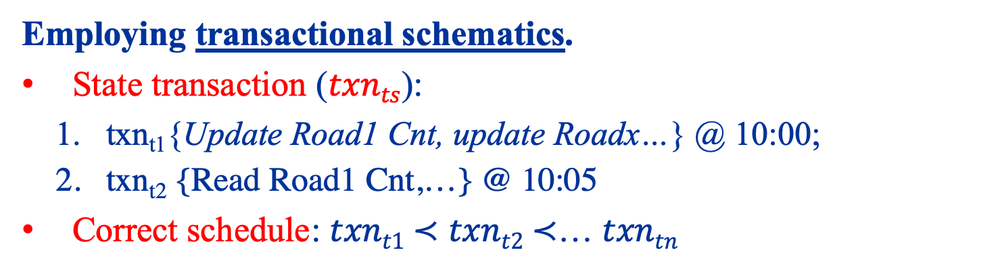 Employing transactional schematics.
• State transaction (txn_ts):
1. txn_t1{Update Road1 Cnt, update Roadx…} @ 10:00;
2. txn_t2 {Read Road1 Cnt,…} @ 10:05
• Correct schedule: txn_t1 ≺ txn_t2 ≺… txn_tn